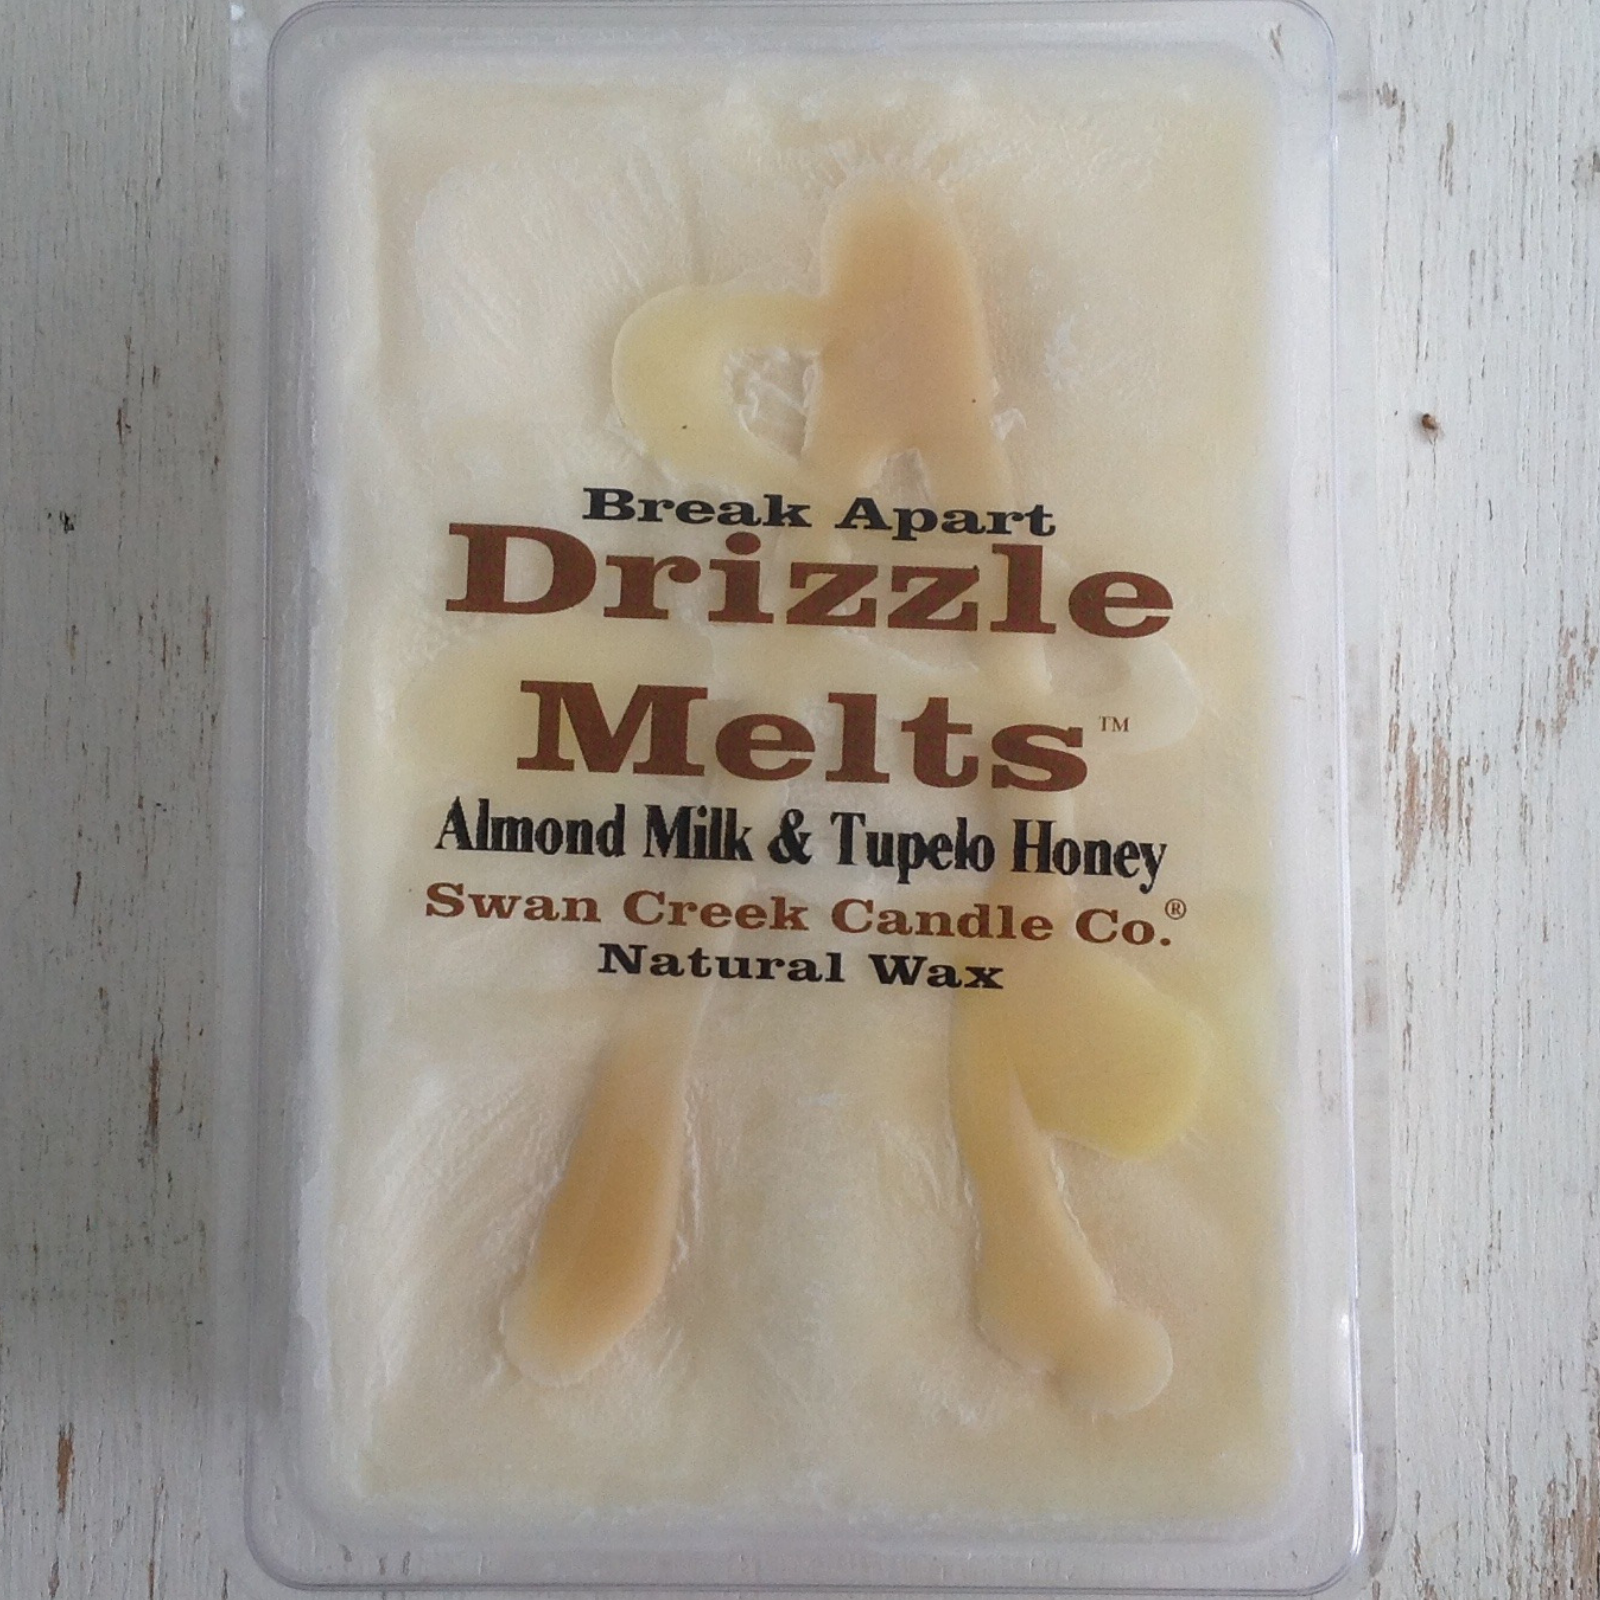 Break Apart
Drizzle
Melts™
Almond Milk & Tupelo Honey
Swan Creek Candle Co.®
Natural Wax